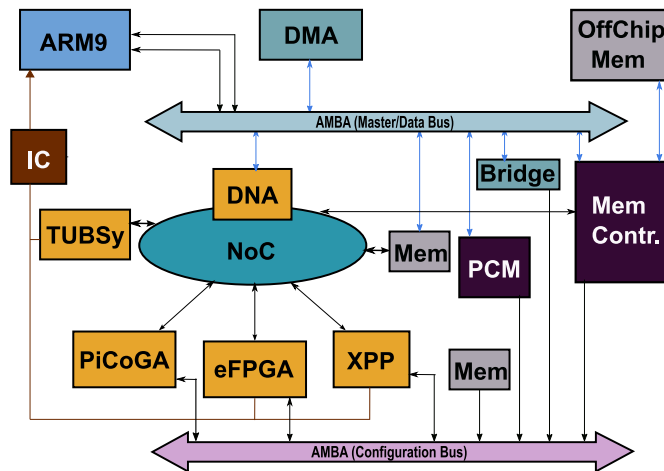 ARM9
DMA
OffChip
Mem
AMBA (Master/Data Bus)
IC
DNA
Bridge
Mem
Contr.
TUBSy
NoC
Mem
PCM
PiCoGA
eFPGA
XPP
Mem
AMBA (Configuration Bus)